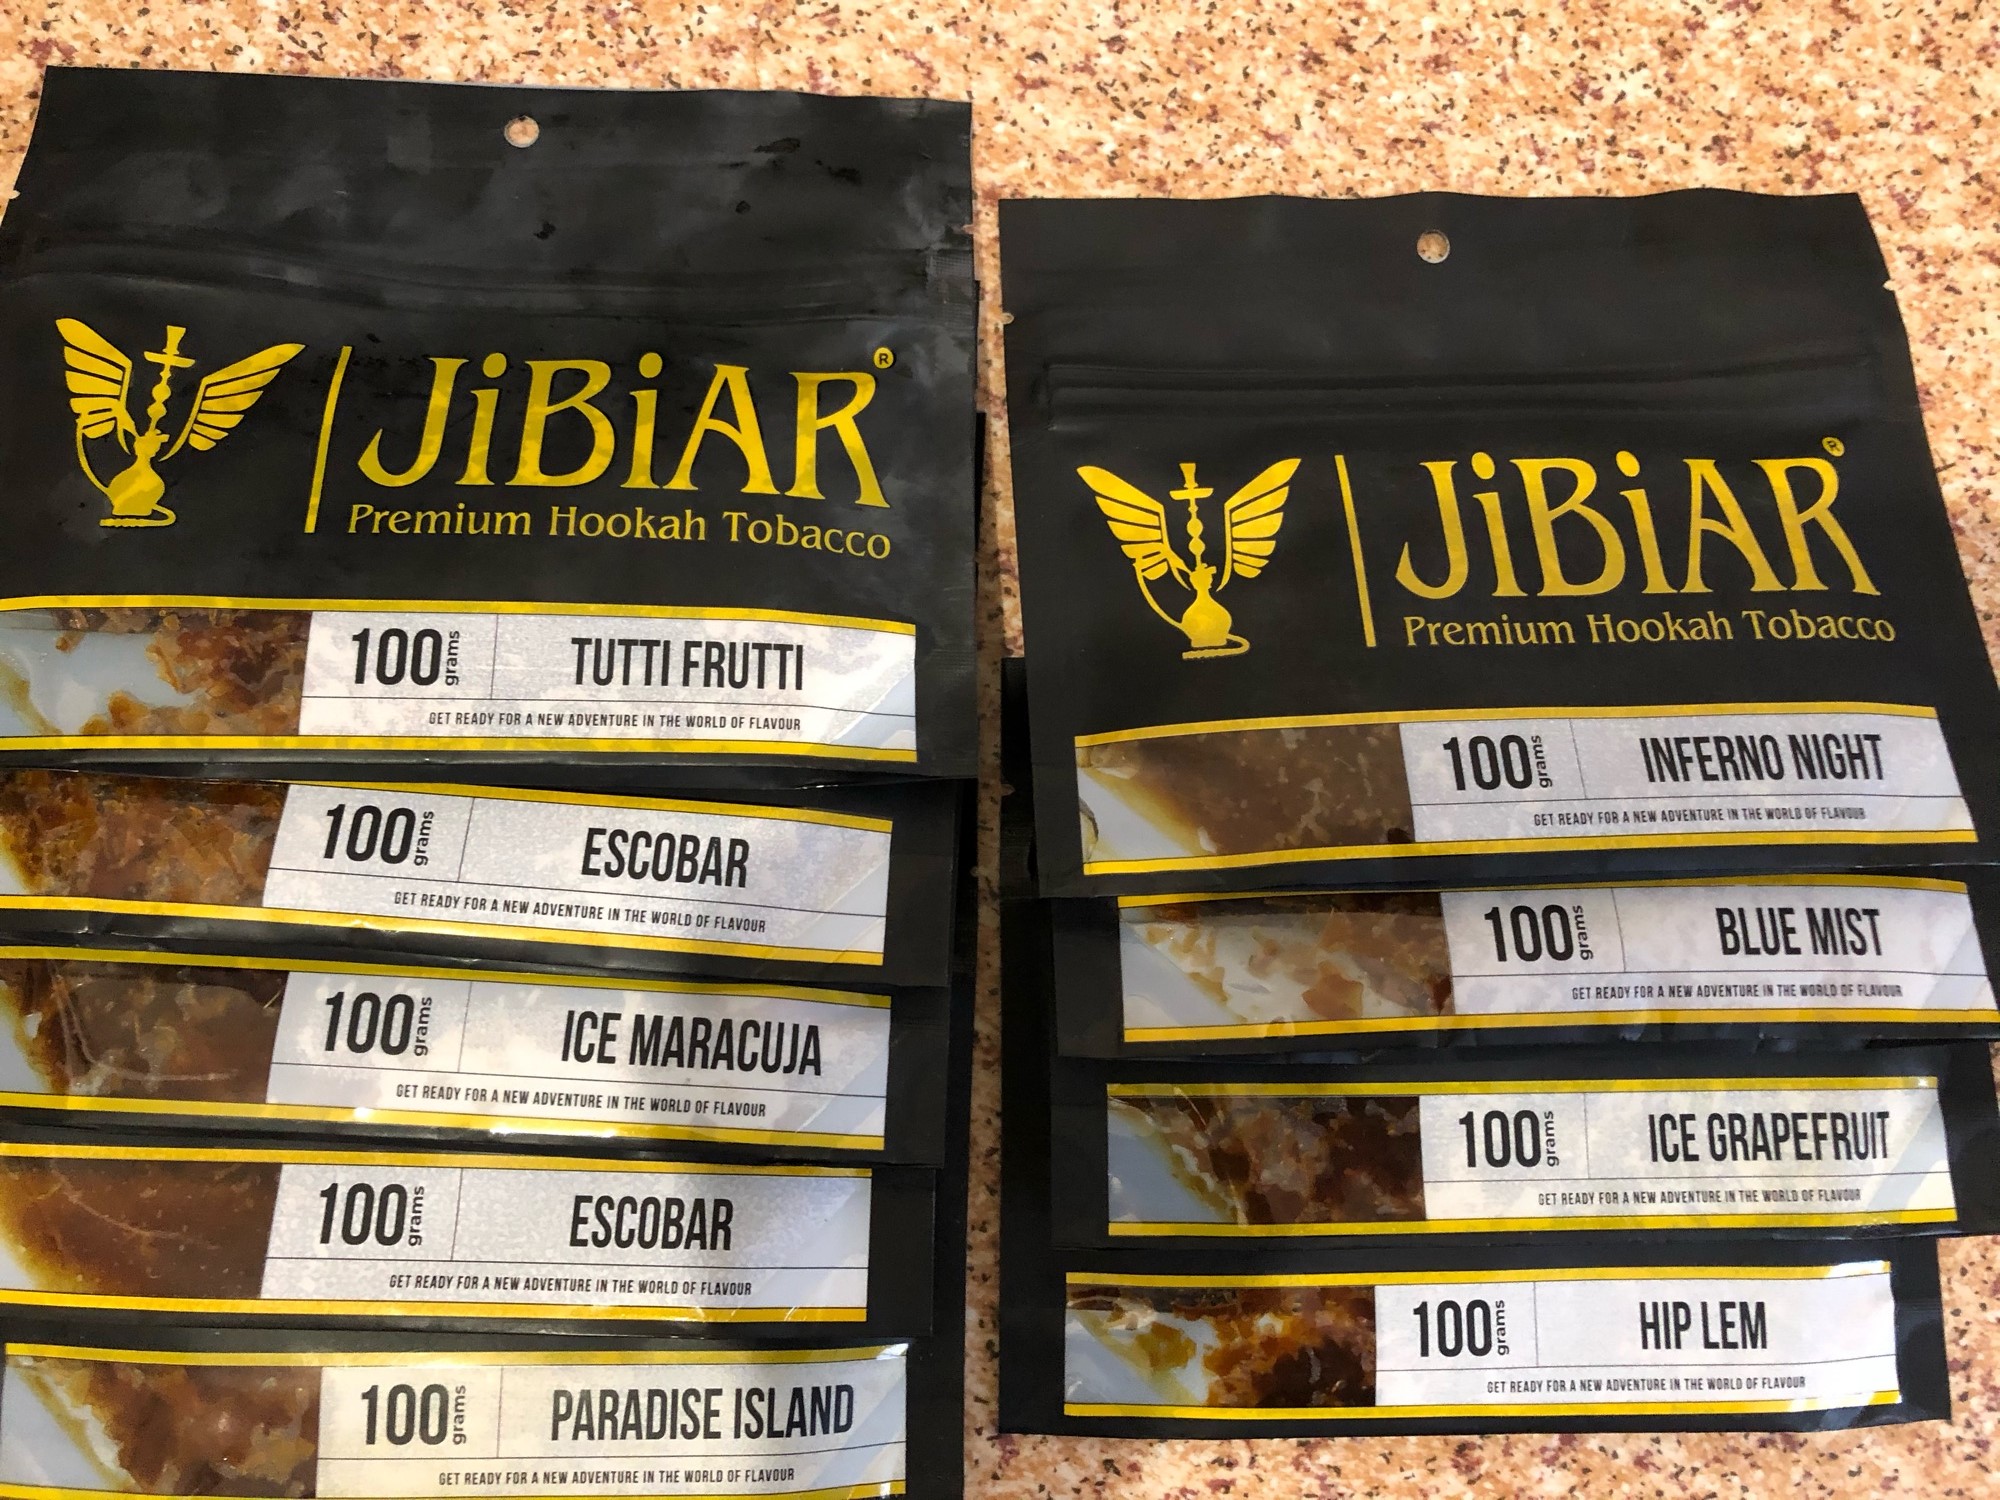 JiBiAR®
Premium Hookah Tobacco
100 grams TUTTI FRUTTI
GET READY FOR A NEW ADVENTURE IN THE WORLD OF FLAVOUR
100 grams ESCOBAR
GET READY FOR A NEW ADVENTURE IN THE WORLD OF FLAVOUR
100 grams ICE MARACUJA
GET READY FOR A NEW ADVENTURE IN THE WORLD OF FLAVOUR
100 grams ESCOBAR
GET READY FOR A NEW ADVENTURE IN THE WORLD OF FLAVOUR
100 grams PARADISE ISLAND
GET READY FOR A NEW ADVENTURE IN THE WORLD OF FLAVOUR
JiBiAR®
Premium Hookah Tobacco
100 grams INFERNO NIGHT
GET READY FOR A NEW ADVENTURE IN THE WORLD OF FLAVOUR
100 grams BLUE MIST
GET READY FOR A NEW ADVENTURE IN THE WORLD OF FLAVOUR
100 grams ICE GRAPEFRUIT
GET READY FOR A NEW ADVENTURE IN THE WORLD OF FLAVOUR
100 grams HIP LEM
GET READY FOR A NEW ADVENTURE IN THE WORLD OF FLAVOUR